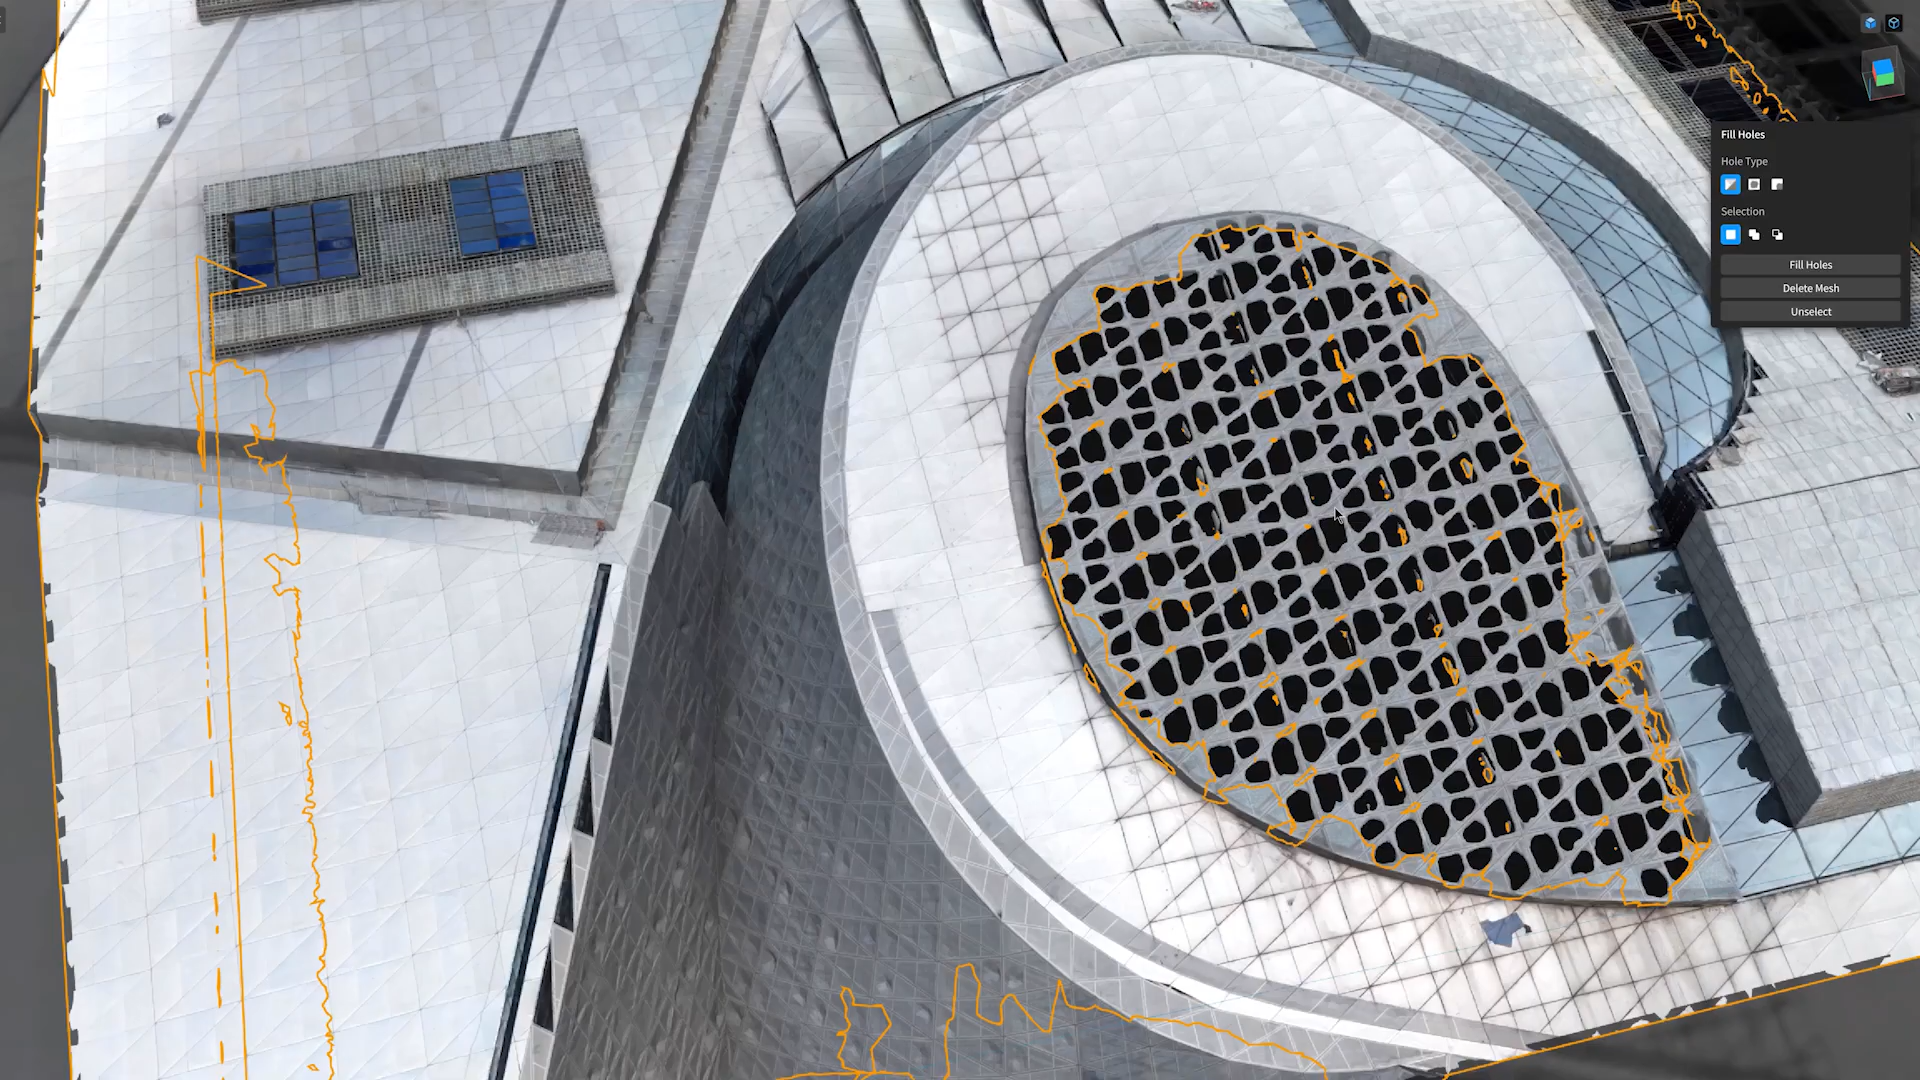 Fill Holes
Hole Type
Selection
Fill Holes
Delete Mesh
Unselect